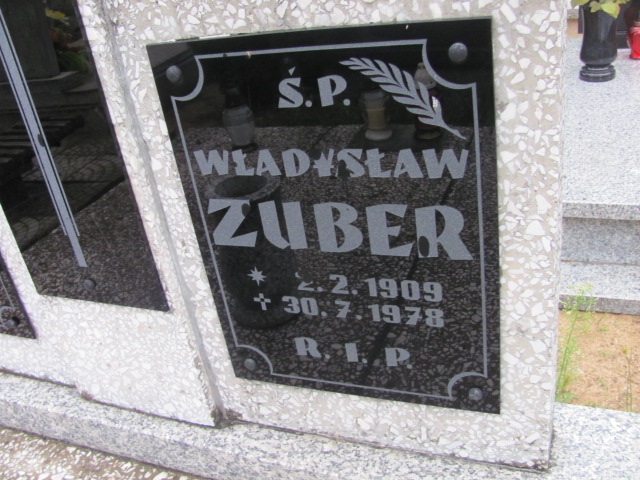 Ś.P.
WŁADYSŁAW
ZUBER
2.2.1909
30.7.1978
R.I.P.